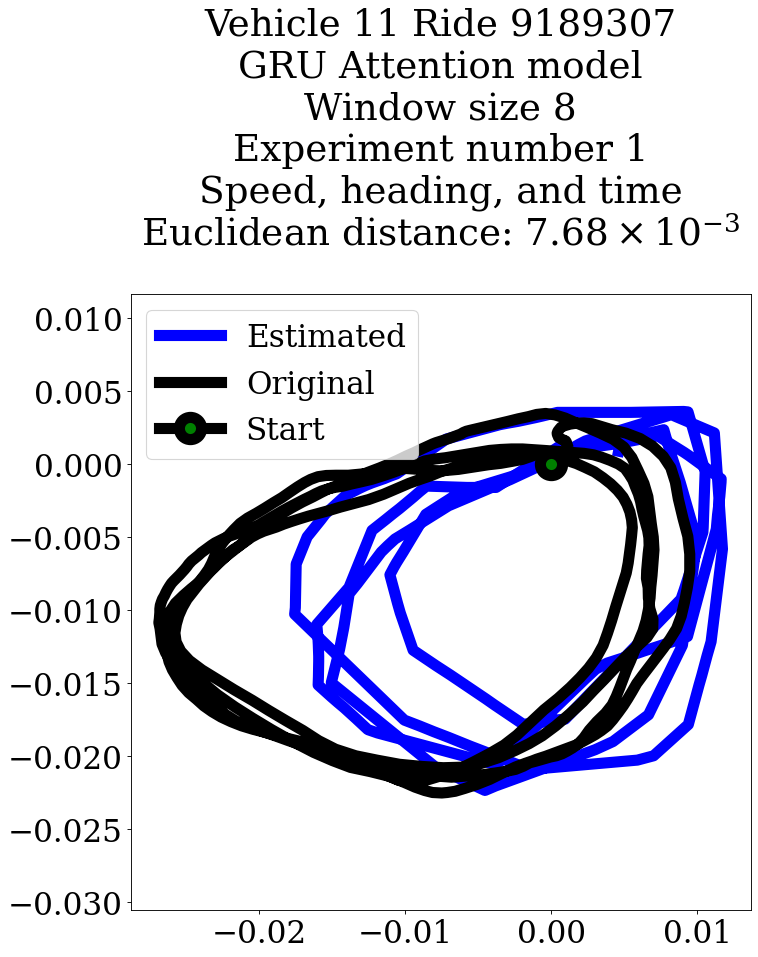 Vehicle 11 Ride 9189307
GRU Attention model
Window size 8
Experiment number 1
Speed, heading, and time
Euclidean distance: 7.68 × 10⁻³
0.010
0.005
0.000
−0.005
−0.010
−0.015
−0.020
−0.025
−0.030
Estimated
Original
Start
−0.02 −0.01 0.00 0.01